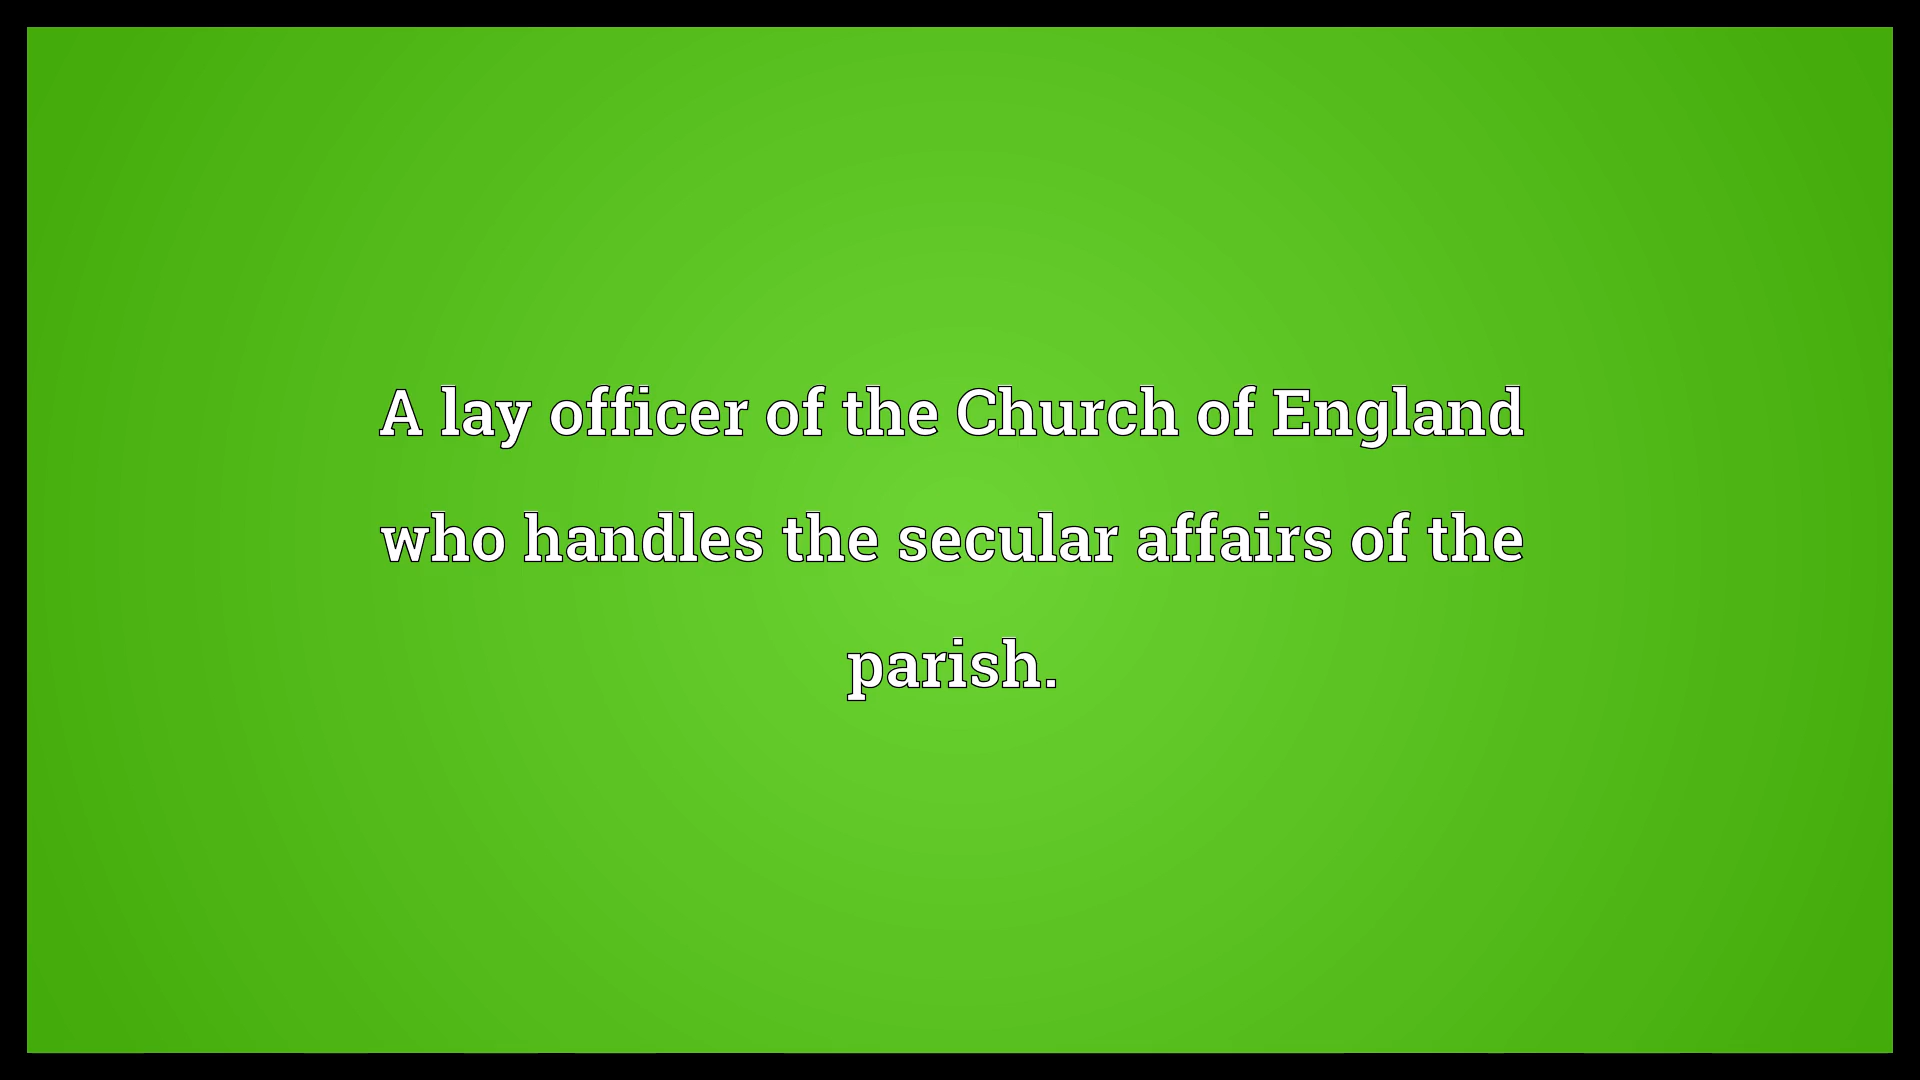 A lay officer of the Church of England
who handles the secular affairs of the
parish.